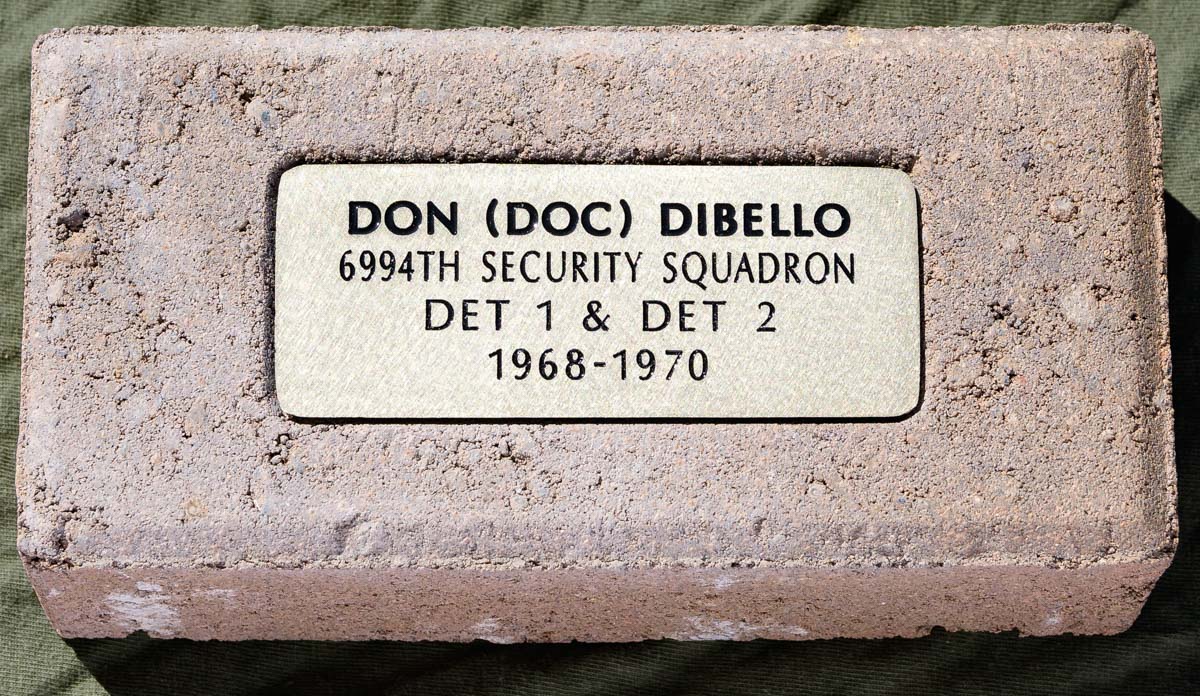 DON (DOC) DIBELLO
6994TH SECURITY SQUADRON
DET 1 & DET 2
1968-1970